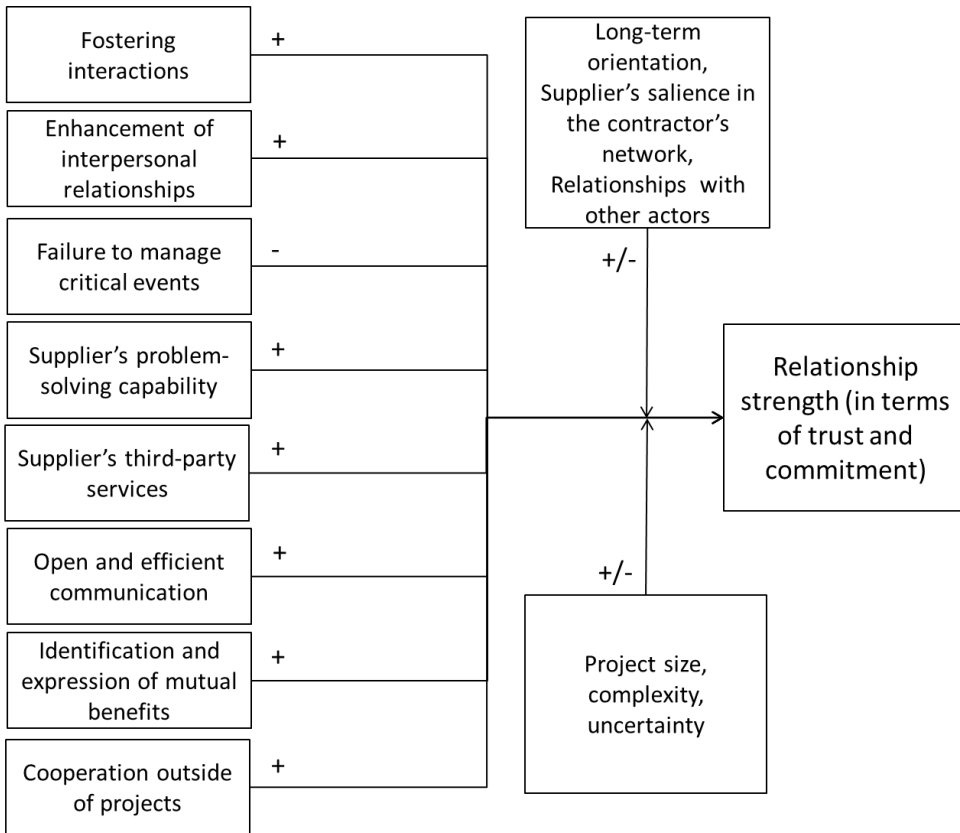 Fostering
interactions
+
Enhancement of
interpersonal
relationships
+
Failure to manage
critical events
-
Supplier's problem-
solving capability
+
Supplier's third-party
services
+
Open and efficient
communication
+
Identification and
expression of mutual
benefits
+
Cooperation outside
of projects
+
Long-term
orientation,
Supplier's salience in
the contractor's
network,
Relationships with
other actors
+/-
Relationship
strength (in terms
of trust and
commitment)
+/-
Project size,
complexity,
uncertainty